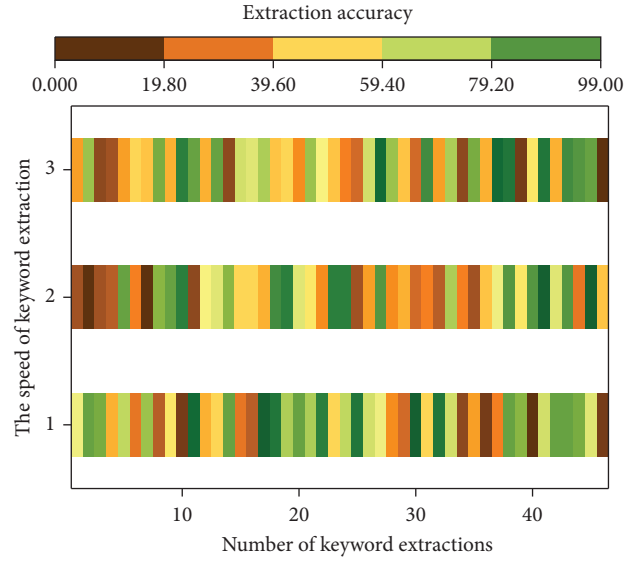 Extraction accuracy
0.000 19.80 39.60 59.40 79.20 99.00
The speed of keyword extraction
3
2
1
10 20 30 40
Number of keyword extractions